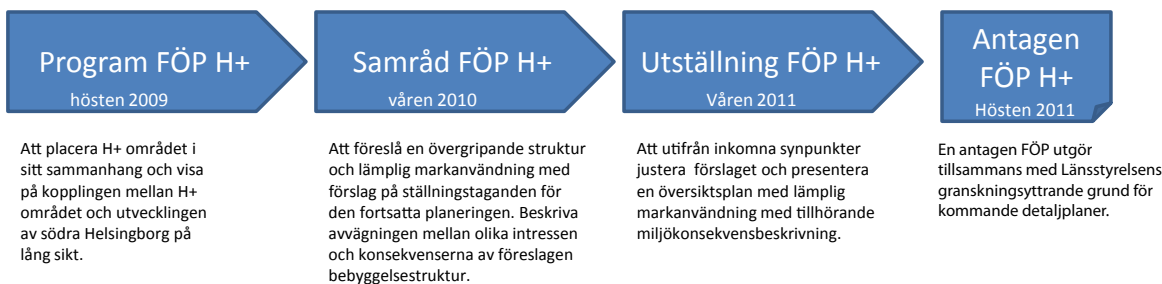 Program FÖP H+
hösten 2009
Att placera H+ området i
sitt sammanhang och visa
på kopplingen mellan H+
området och utvecklingen
av södra Helsingborg på
lång sikt.
Samråd FÖP H+
våren 2010
Att föreslå en övergripande struktur
och lämplig markanvändning med
förslag på ställningstaganden för
den fortsatta planeringen. Beskriva
avvägningen mellan olika intressen
och konsekvenserna av föreslagen
bebyggelsestruktur.
Utställning FÖP H+
Våren 2011
Att utifrån inkomna synpunkter
justera förslaget och presentera
en översiktsplan med lämplig
markanvändning med tillhörande
miljökonsekvensbeskrivning.
Antagen
FÖP H+
Hösten 2011
En antagen FÖP utgör
tillsammans med Länsstyrelsens
granskningsyttrande grund för
kommande detaljplaner.